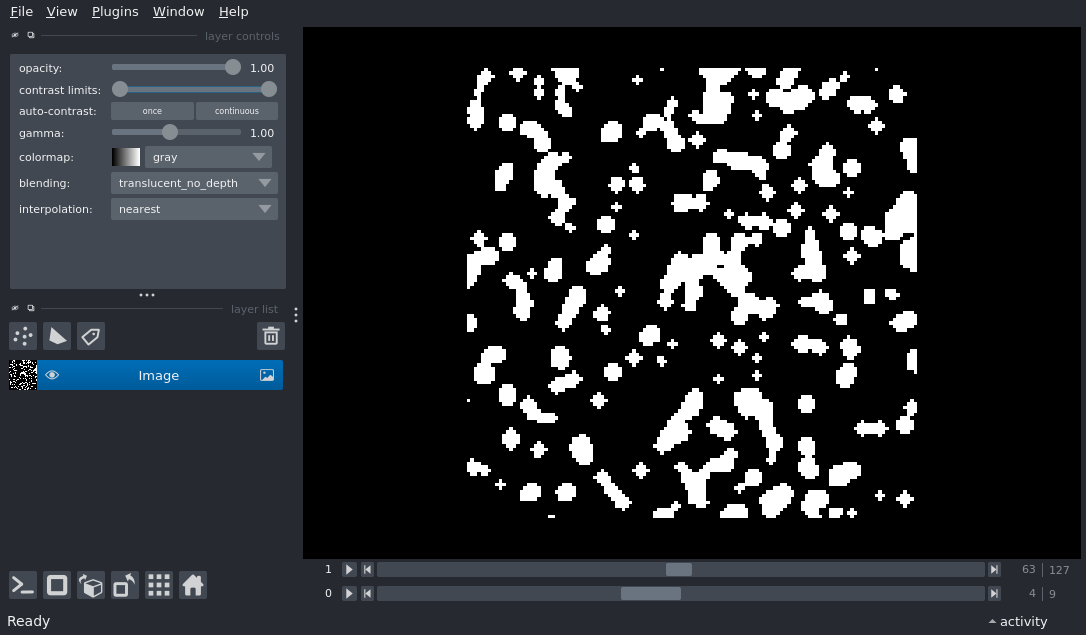 File View Plugins Window Help
layer controls
opacity: 1.00
contrast limits:
auto-contrast: once continuous
gamma: 1.00
colormap: gray
blending: translucent_no_depth
interpolation: nearest
layer list
Image
1 63 127
0 4 9
Ready activity